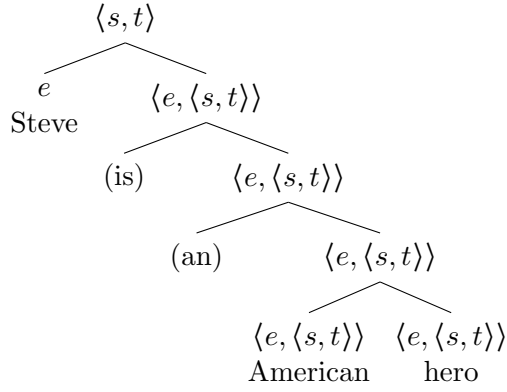 ⟨s, t⟩
e
Steve
⟨e, ⟨s, t⟩⟩
(is)
⟨e, ⟨s, t⟩⟩
(an)
⟨e, ⟨s, t⟩⟩
⟨e, ⟨s, t⟩⟩ ⟨e, ⟨s, t⟩⟩
American hero